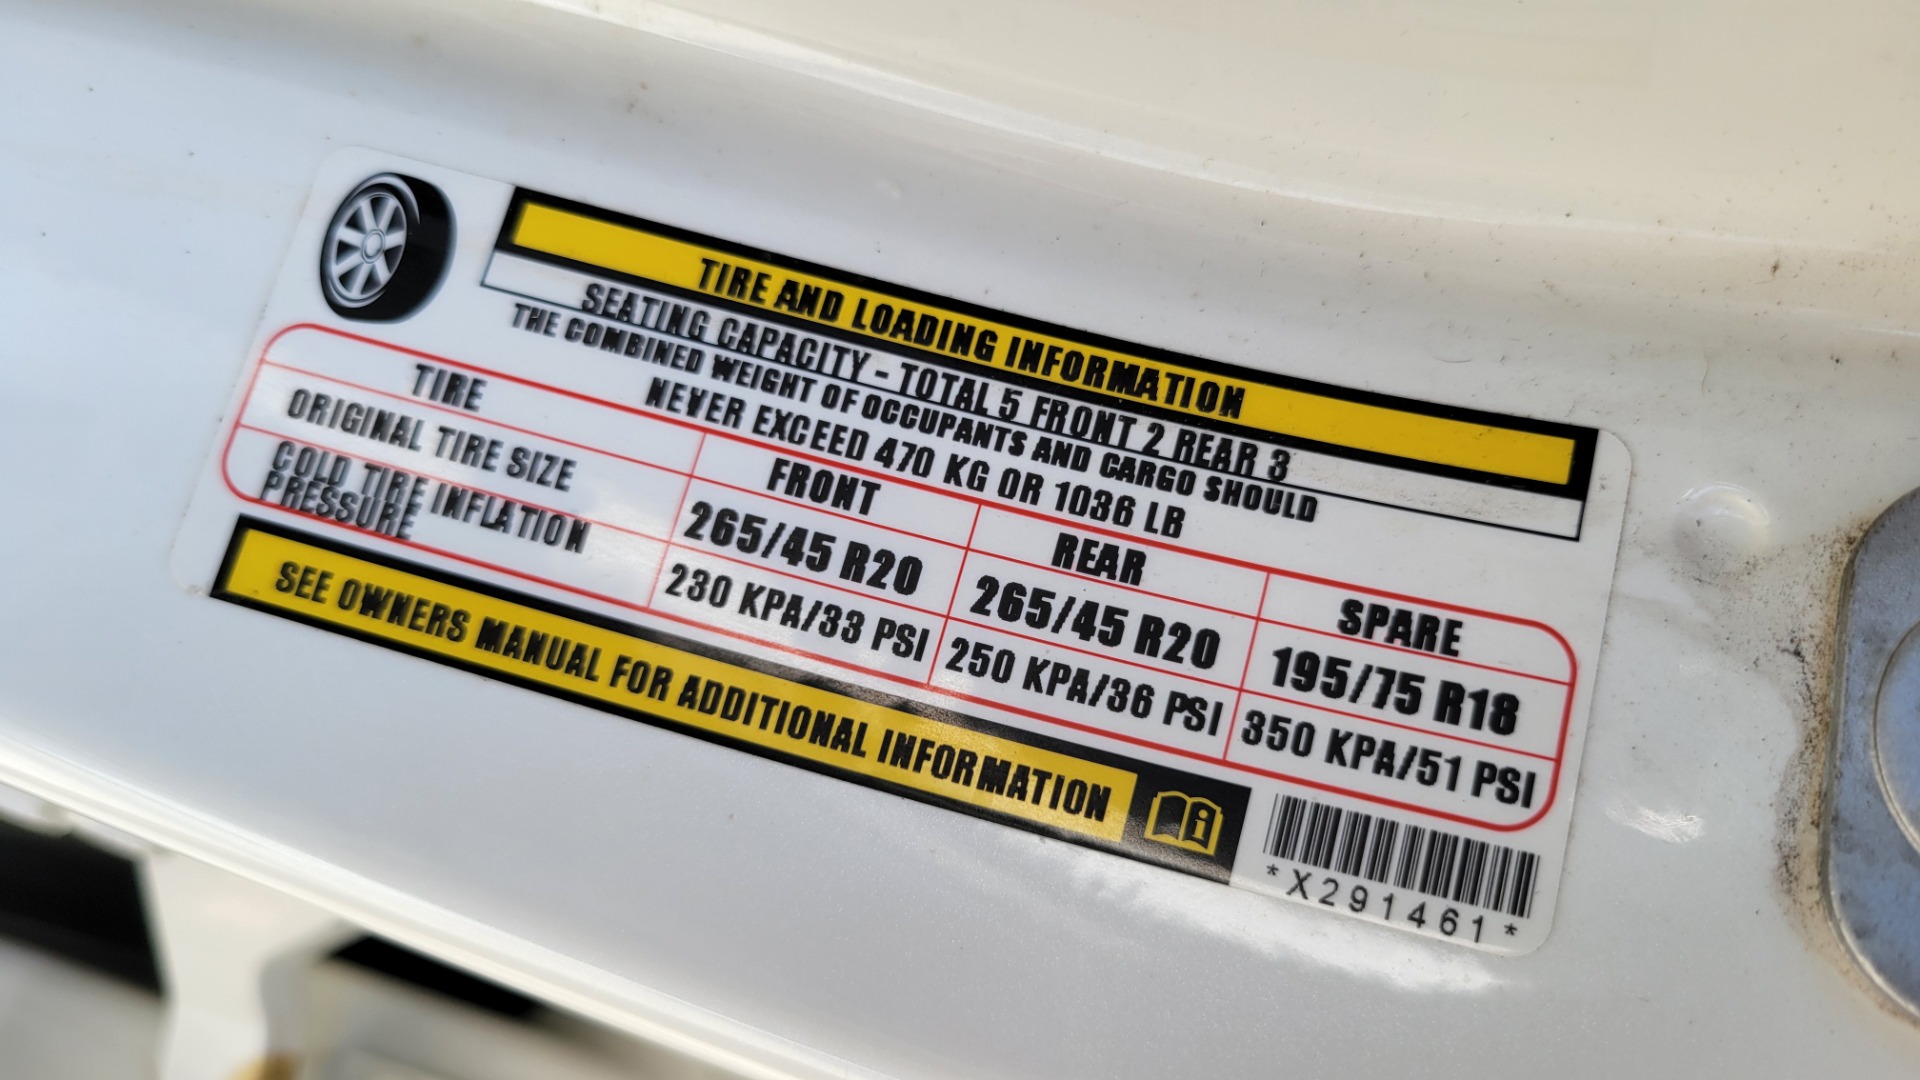 TIRE AND LOADING INFORMATION
SEATING CAPACITY - TOTAL 5 FRONT 2 REAR 3
THE COMBINED WEIGHT OF OCCUPANTS AND CARGO SHOULD
NEVER EXCEED 470 KG OR 1036 LB
TIRE FRONT REAR SPARE
ORIGINAL TIRE SIZE 265/45 R20 265/45 R20 195/75 R18
COLD TIRE INFLATION
PRESSURE 230 KPA/33 PSI 250 KPA/36 PSI 350 KPA/51 PSI
SEE OWNERS MANUAL FOR ADDITIONAL INFORMATION
*X291461*